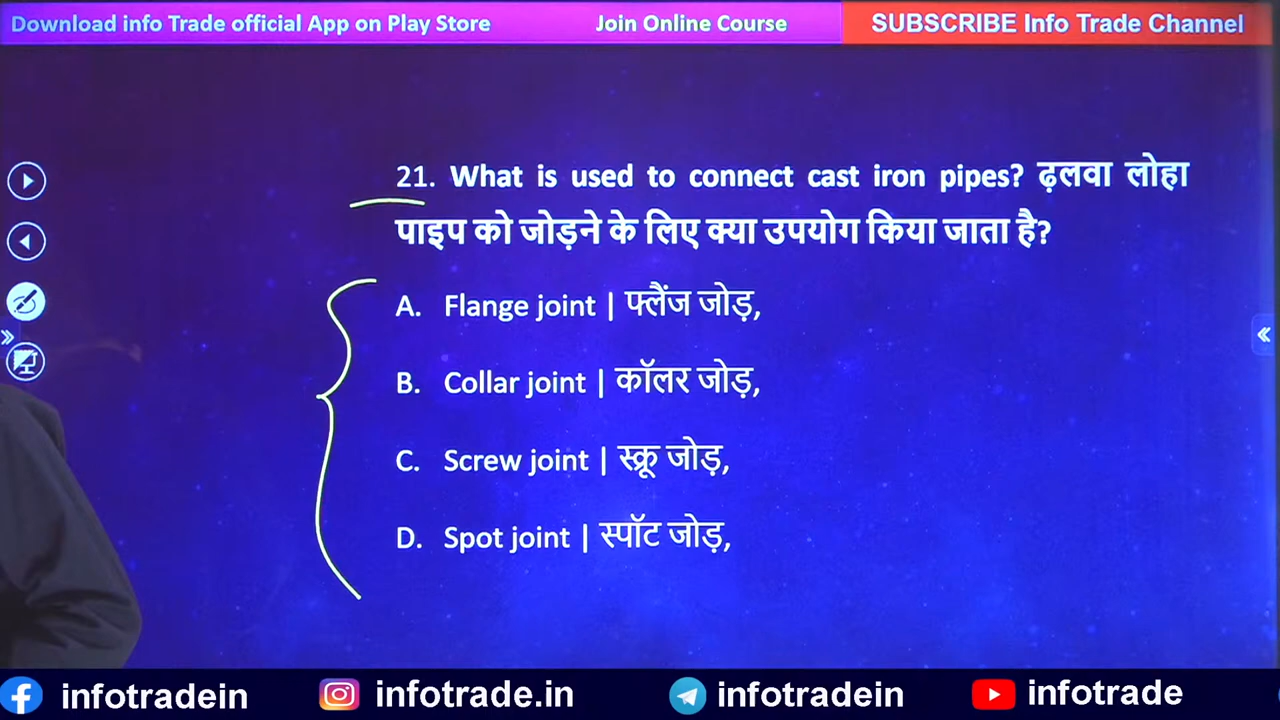 Download info Trade official App on Play Store
Join Online Course
SUBSCRIBE Info Trade Channel
21. What is used to connect cast iron pipes? ढ़लवा लोहा
पाइप को जोड़ने के लिए क्या उपयोग किया जाता है?
A. Flange joint | फ्लैंज जोड़,
B. Collar joint | कॉलर जोड़,
C. Screw joint | स्क्रू जोड़,
D. Spot joint | स्पॉट जोड़,
infotradein
infotrade.in
infotradein
infotrade